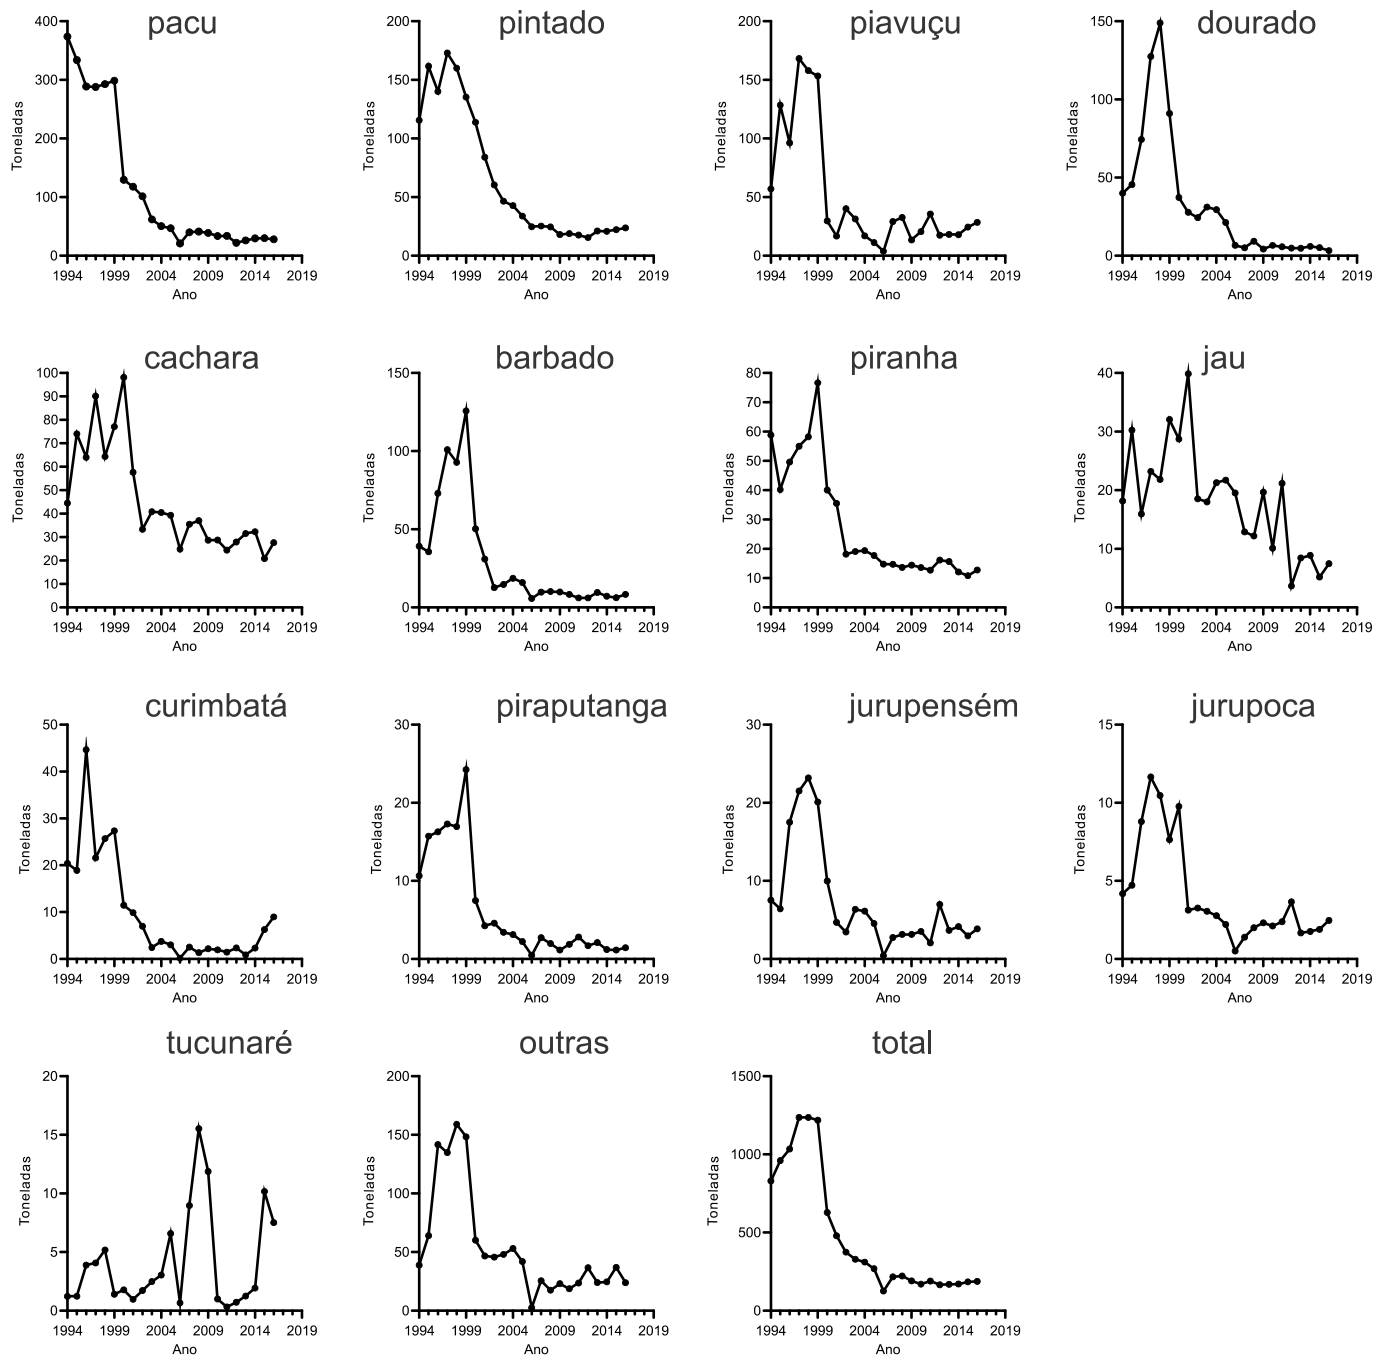 pacu
400
300
200
100
0
Toneladas
1994 1999 2004 2009 2014 2019
Ano
pintado
200
150
100
50
0
Toneladas
1994 1999 2004 2009 2014 2019
Ano
piavuçu
200
150
100
50
0
Toneladas
1994 1999 2004 2009 2014 2019
Ano
dourado
150
100
50
0
Toneladas
1994 1999 2004 2009 2014 2019
Ano
cachara
100
90
80
70
60
50
40
30
20
10
0
Toneladas
1994 1999 2004 2009 2014 2019
Ano
barbado
150
100
50
0
Toneladas
1994 1999 2004 2009 2014 2019
Ano
piranha
80
70
60
50
40
30
20
10
0
Toneladas
1994 1999 2004 2009 2014 2019
Ano
jau
40
30
20
10
0
Toneladas
1994 1999 2004 2009 2014 2019
Ano
curimbatá
50
40
30
20
10
0
Toneladas
1994 1999 2004 2009 2014 2019
Ano
piraputanga
30
20
10
0
Toneladas
1994 1999 2004 2009 2014 2019
Ano
jurupensém
30
20
10
0
Toneladas
1994 1999 2004 2009 2014 2019
Ano
jurupoca
15
10
5
0
Toneladas
1994 1999 2004 2009 2014 2019
Ano
tucunaré
20
15
10
5
0
Toneladas
1994 1999 2004 2009 2014 2019
Ano
outras
200
150
100
50
0
Toneladas
1994 1999 2004 2009 2014 2019
Ano
total
1500
1000
500
0
Toneladas
1994 1999 2004 2009 2014 2019
Ano